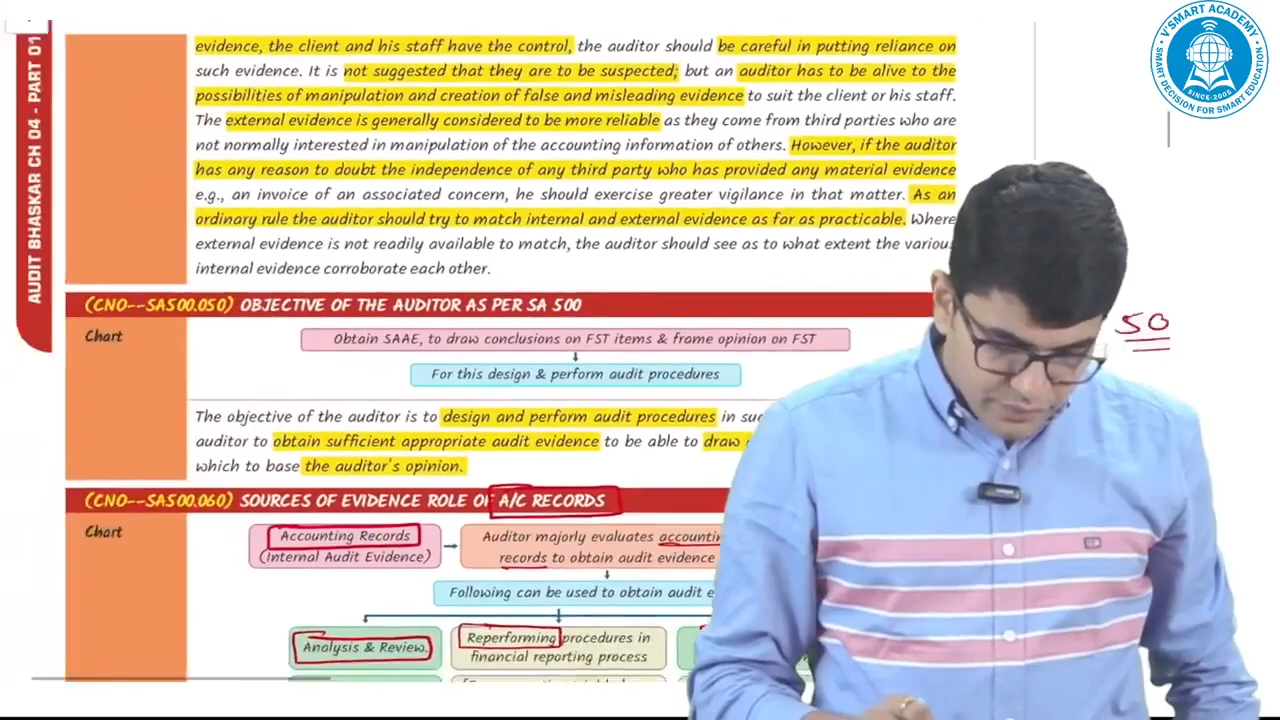 AUDIT BHASKAR CH 04 - PART 01
evidence, the client and his staff have the control, the auditor should be careful in putting reliance on
such evidence. It is not suggested that they are to be suspected; but an auditor has to be alive to the
possibilities of manipulation and creation of false and misleading evidence to suit the client or his staff.
The external evidence is generally considered to be more reliable as they come from third parties who are
not normally interested in manipulation of the accounting information of others. However, if the auditor
has any reason to doubt the independence of any third party who has provided any material evidence
e.g., an invoice of an associated concern, he should exercise greater vigilance in that matter. As an
ordinary rule the auditor should try to match internal and external evidence as far as practicable. Where
external evidence is not readily available to match, the auditor should see as to what extent the variou
internal evidence corroborate each other.
(CNO--SA500.050) OBJECTIVE OF THE AUDITOR AS PER SA 500
Chart
Obtain SAAE, to draw conclusions on FST items & frame opinion on FST
For this design & perform audit procedures
The objective of the auditor is to design and perform audit procedures in su
auditor to obtain sufficient appropriate audit evidence to be able to draw
which to base the auditor's opinion.
(CNO--SA500.060) SOURCES OF EVIDENCE ROLE OF A/C RECORDS
Chart
Accounting Records
(Internal Audit Evidence)
Auditor majorly evaluates accountin
records to obtain audit evidence
Following can be used to obtain audit e
Analysis & Review.
Reperforming procedures in
financial reporting process
50
V'SMART ACADEMY
SINCE-2005
SMART DECISION FOR SMART EDUCATION